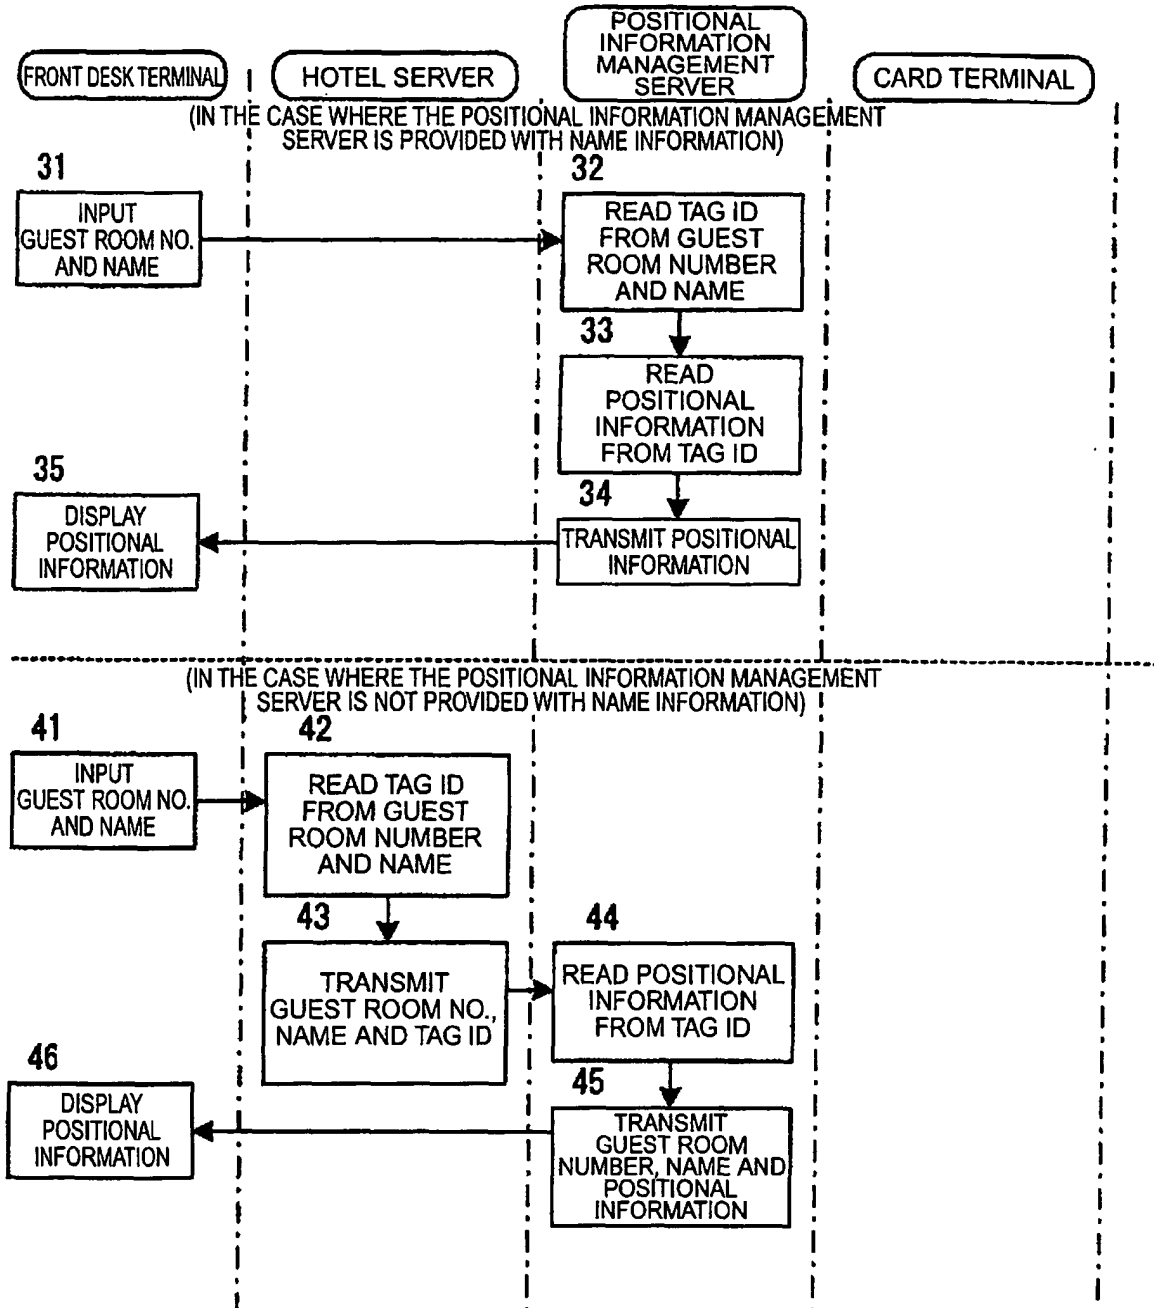 FRONT DESK TERMINAL
HOTEL SERVER
POSITIONAL
INFORMATION
MANAGEMENT
SERVER
CARD TERMINAL
(IN THE CASE WHERE THE POSITIONAL INFORMATION MANAGEMENT
SERVER IS PROVIDED WITH NAME INFORMATION)
31
INPUT
GUEST ROOM NO.
AND NAME
32
READ TAG ID
FROM GUEST
ROOM NUMBER
AND NAME
33
READ
POSITIONAL
INFORMATION
FROM TAG ID
34
TRANSMIT POSITIONAL
INFORMATION
35
DISPLAY
POSITIONAL
INFORMATION
(IN THE CASE WHERE THE POSITIONAL INFORMATION MANAGEMENT
SERVER IS NOT PROVIDED WITH NAME INFORMATION)
41
INPUT
GUEST ROOM NO.
AND NAME
42
READ TAG ID
FROM GUEST
ROOM NUMBER
AND NAME
43
TRANSMIT
GUEST ROOM NO.,
NAME AND TAG ID
44
READ POSITIONAL
INFORMATION
FROM TAG ID
45
TRANSMIT
GUEST ROOM
NUMBER, NAME AND
POSITIONAL
INFORMATION
46
DISPLAY
POSITIONAL
INFORMATION